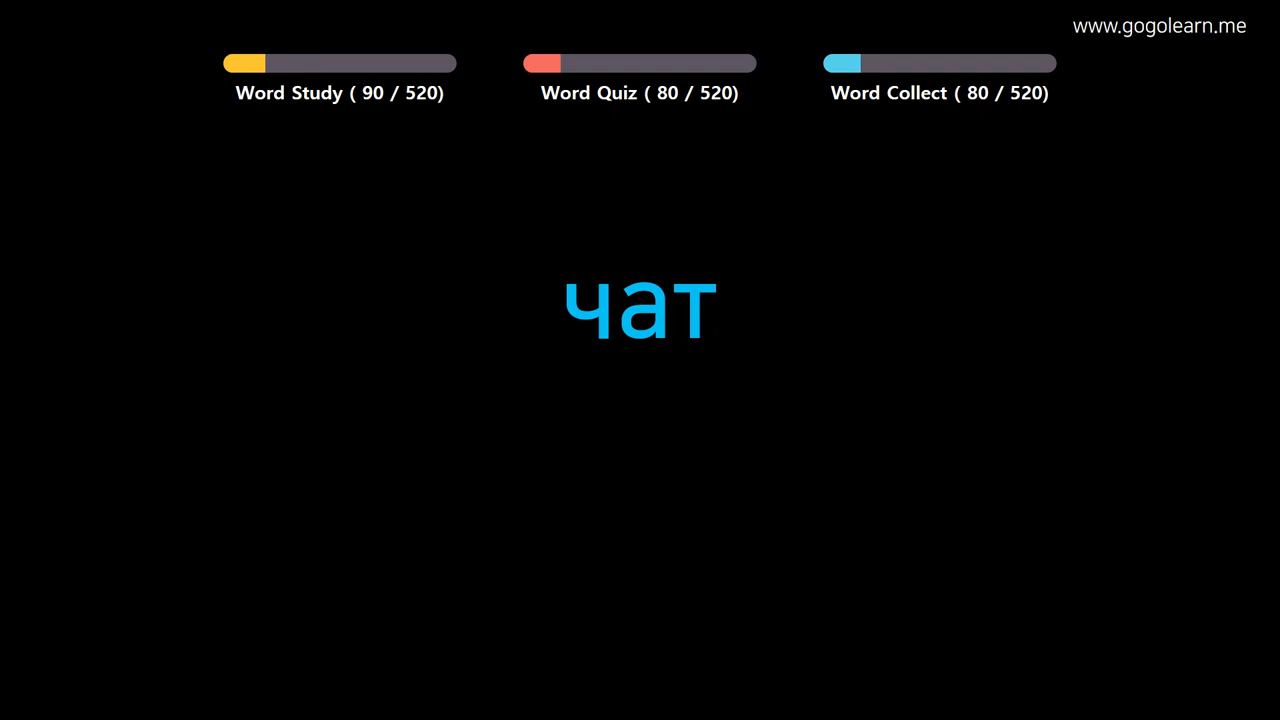 www.gogolearn.me
Word Study ( 90 / 520)
Word Quiz ( 80 / 520)
Word Collect ( 80 / 520)
чат